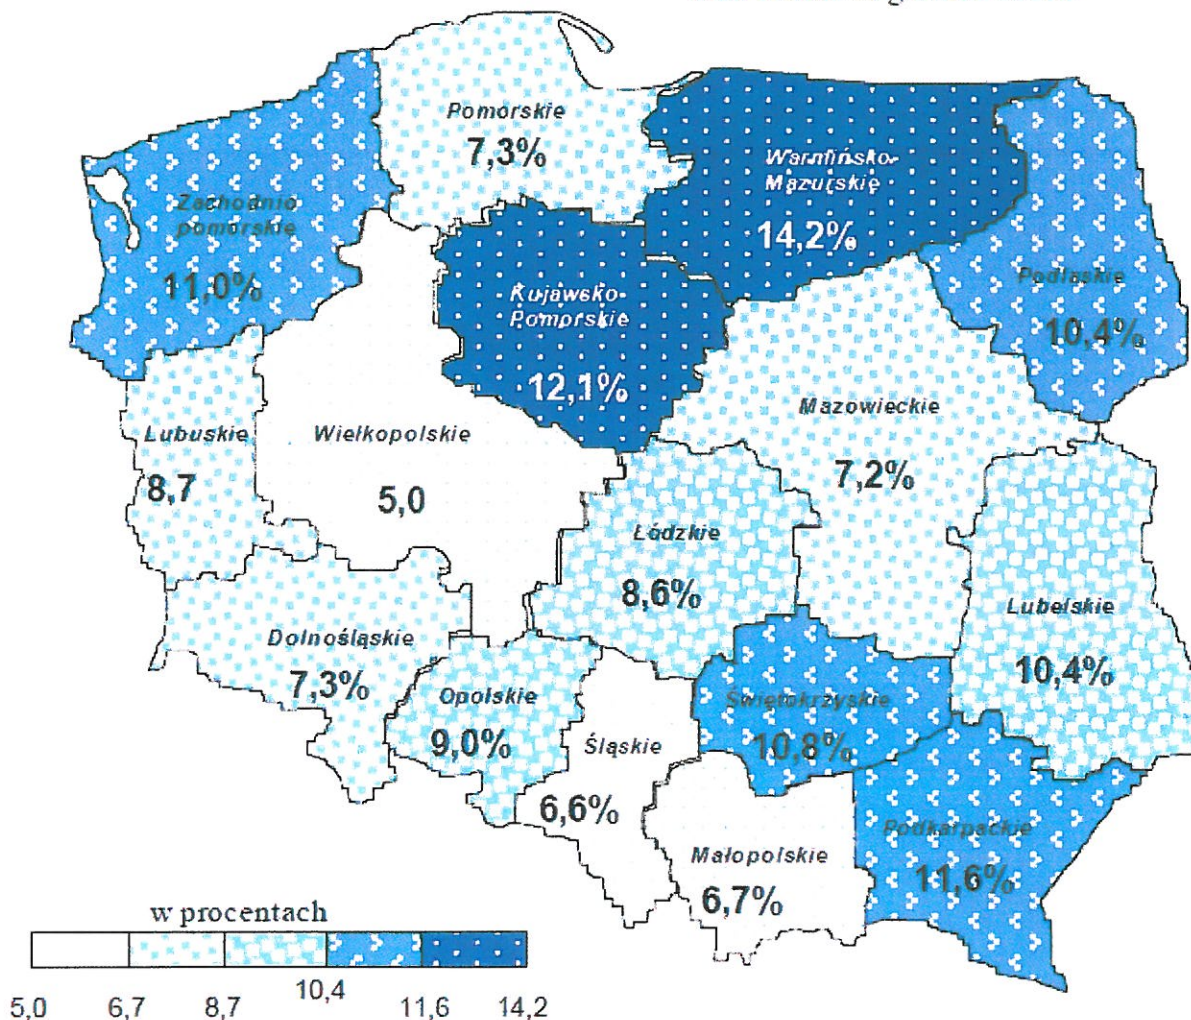 Pomorskie
7,3%
Warmińsko-
Mazurskie
14,2%
Zachodnio
pomorskie
11,0%
Kujawsko-
Pomorskie
12,1%
Podlaskie
10,4%
Mazowieckie
7,2%
Lubuskie
8,7
Wielkopolskie
5,0
Łódzkie
8,6%
Lubelskie
10,4%
Dolnośląskie
7,3%
Opolskie
9,0%
Śląskie
6,6%
Świętokrzyskie
10,8%
Małopolskie
6,7%
Podkarpackie
11,6%
w procentach
5,0 6,7 8,7 10,4 11,6 14,2